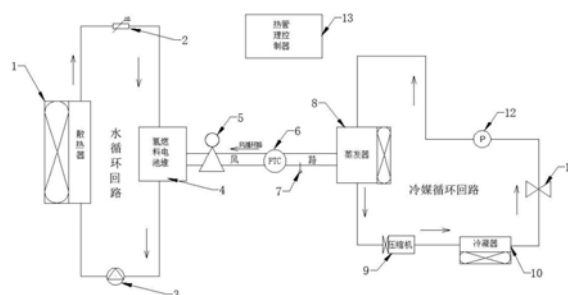 热管
理控
制器
13
1
2
散热器
水循环回路
氢燃
料电
池堆
4
5
6
PTC
风
路
7
8
蒸发器
冷媒循环回路
P
12
1
压缩机
9
冷凝器
10
3